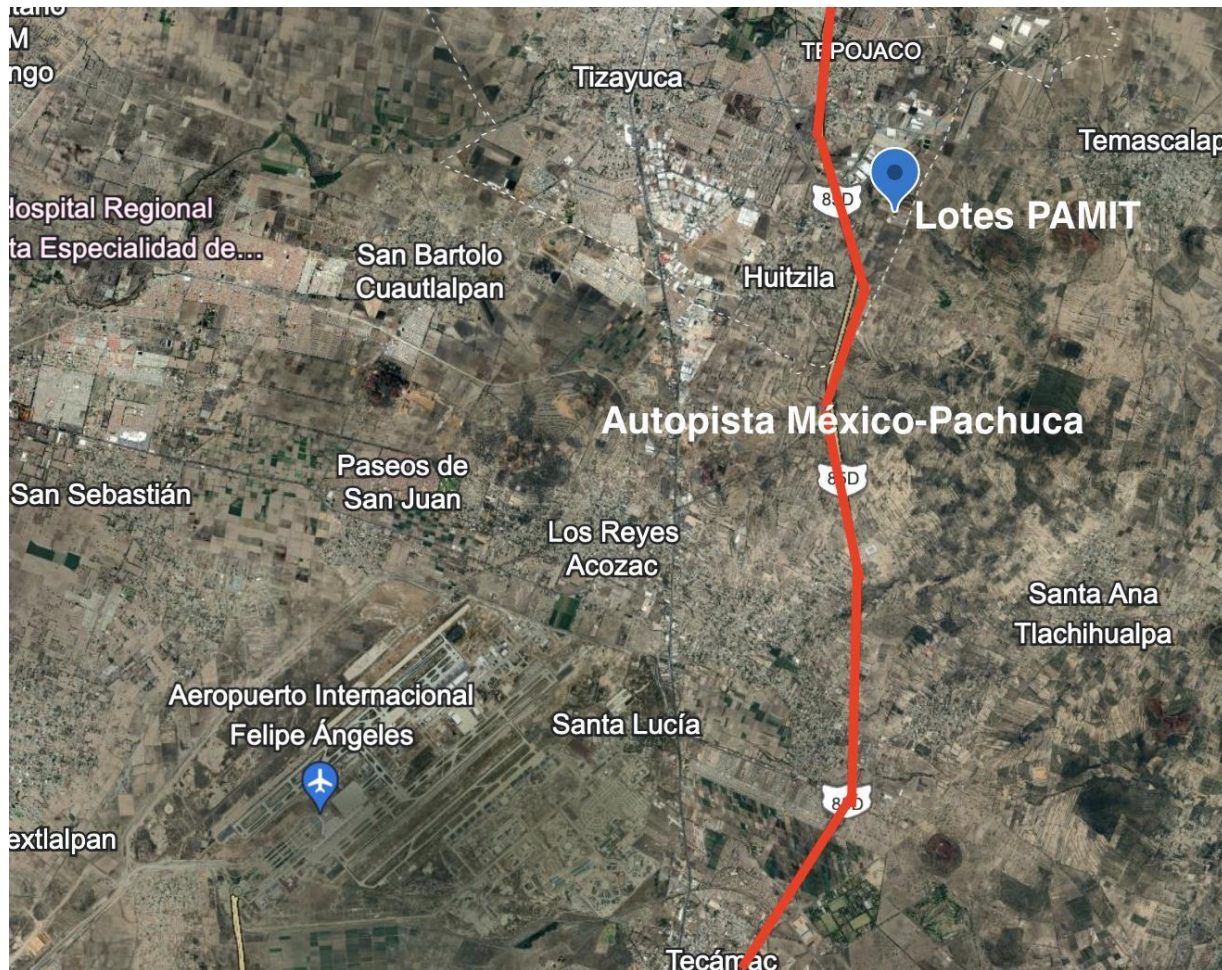 M
ngo
TEPOJACO
Tizayuca
Temascalap
Hospital Regional
ta Especialidad de...
85D
Lotes PAMIT
San Bartolo
Cuautlalpan
Huitzila
Autopista México-Pachuca
Paseos de
San Juan
85D
San Sebastián
Los Reyes
Acozac
Santa Ana
Tlachihualpa
Aeropuerto Internacional
Felipe Ángeles
Santa Lucía
85D
extlalpan
Tecámac